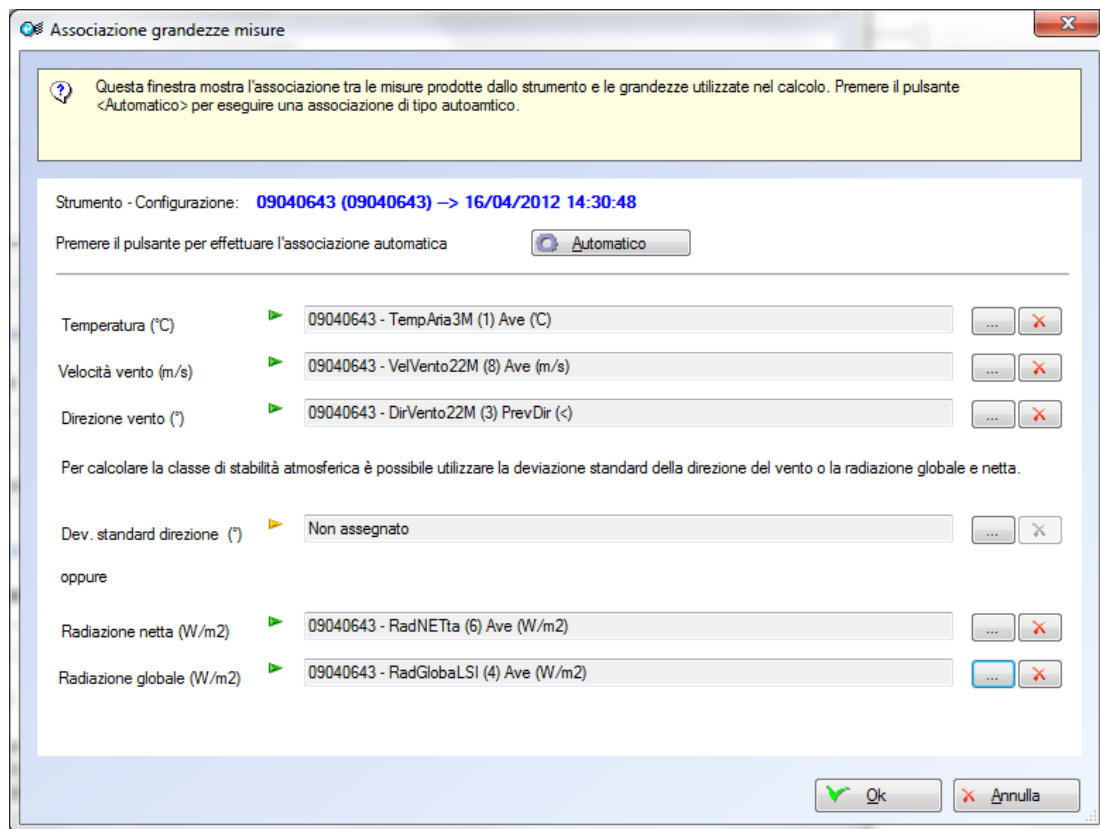 Associazione grandezze misure
Questa finestra mostra l'associazione tra le misure prodotte dallo strumento e le grandezze utilizzate nel calcolo. Premere il pulsante
<Automatico> per eseguire una associazione di tipo autoamtico.
Strumento - Configurazione: 09040643 (09040643) --> 16/04/2012 14:30:48
Premere il pulsante per effettuare l'associazione automatica Automatico
Temperatura (°C) 09040643 - TempAria3M (1) Ave (°C) ...
Velocità vento (m/s) 09040643 - VelVento22M (8) Ave (m/s) ...
Direzione vento (°) 09040643 - DirVento22M (3) PrevDir (<) ...
Per calcolare la classe di stabilità atmosferica è possibile utilizzare la deviazione standard della direzione del vento o la radiazione globale e netta.
Dev. standard direzione (°) Non assegnato ...
oppure
Radiazione netta (W/m2) 09040643 - RadNETta (6) Ave (W/m2) ...
Radiazione globale (W/m2) 09040643 - RadGlobaLSI (4) Ave (W/m2) ...
Ok Annulla